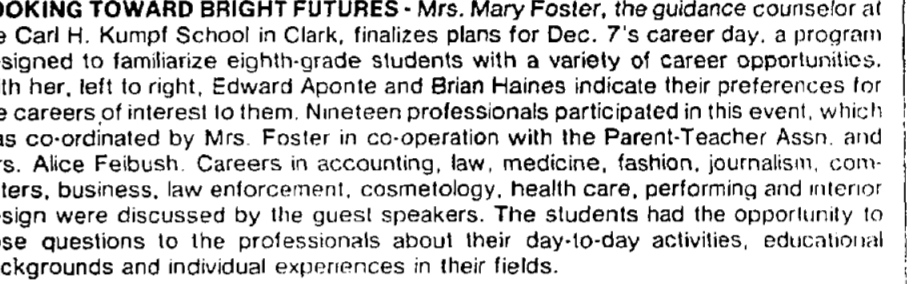 OOKING TOWARD BRIGHT FUTURES - Mrs. Mary Foster, the guidance counselor at
e Carl H. Kumpf School in Clark, finalizes plans for Dec. 7's career day, a program
signed to familiarize eighth-grade students with a variety of career opportunities.
th her, left to right, Edward Aponte and Brian Haines indicate their preferences for
e careers of interest to them. Nineteen professionals participated in this event, which
as co-ordinated by Mrs. Foster in co-operation with the Parent-Teacher Assn. and
rs. Alice Feibush. Careers in accounting, law, medicine, fashion, journalism, com-
ters, business, law enforcement, cosmetology, health care, performing and interior
sign were discussed by the guest speakers. The students had the opportunity to
ose questions to the professionals about their day-to-day activities, educational
ckgrounds and individual experiences in their fields.